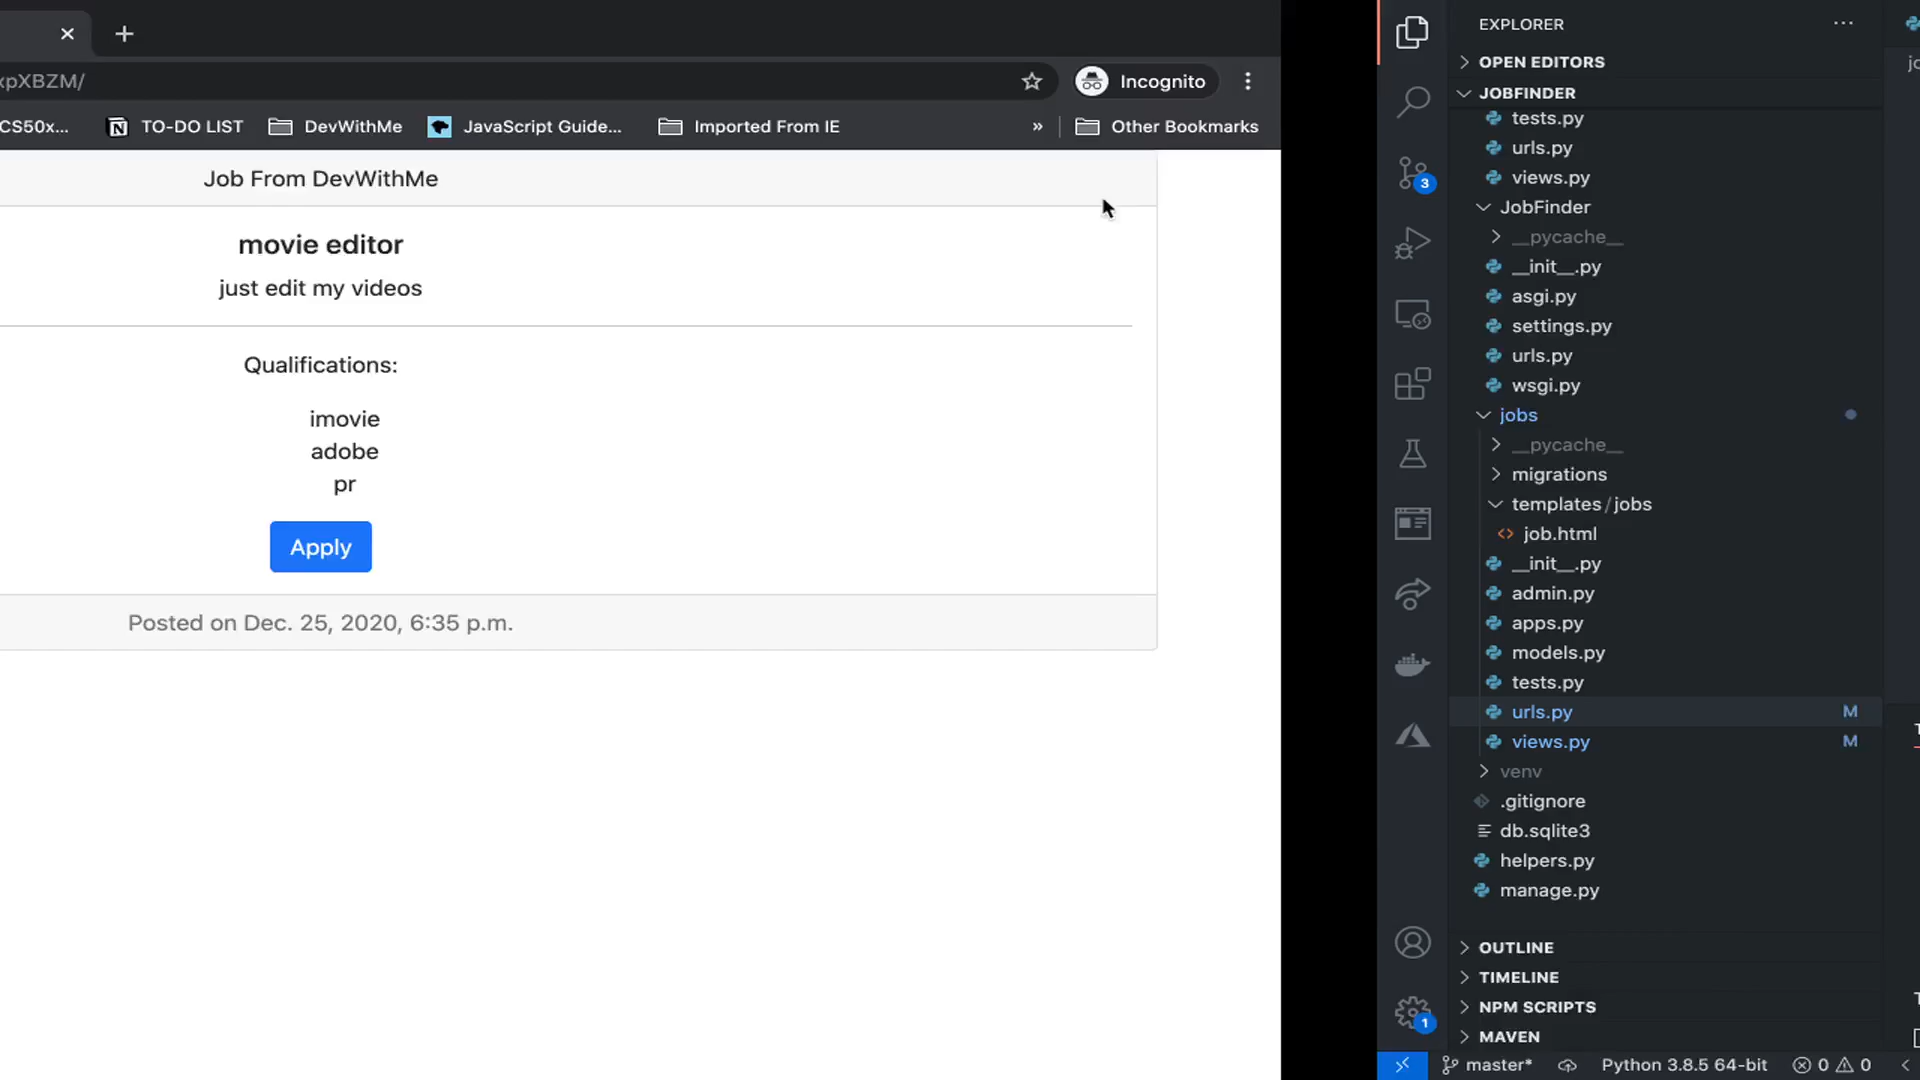 xpXBZM/
Incognito
CS50x...
TO-DO LIST
DevWithMe
JavaScript Guide...
Imported From IE
»
Other Bookmarks
Job From DevWithMe
movie editor
just edit my videos
Qualifications:
imovie
adobe
pr
Apply
Posted on Dec. 25, 2020, 6:35 p.m.
3
1
EXPLORER
OPEN EDITORS
JOBFINDER
tests.py
urls.py
views.py
JobFinder
__pycache__
__init__.py
asgi.py
settings.py
urls.py
wsgi.py
jobs
__pycache__
migrations
templates/jobs
job.html
__init__.py
admin.py
apps.py
models.py
tests.py
urls.py M
views.py M
venv
.gitignore
db.sqlite3
helpers.py
manage.py
OUTLINE
TIMELINE
NPM SCRIPTS
MAVEN
master* Python 3.8.5 64-bit 0 0